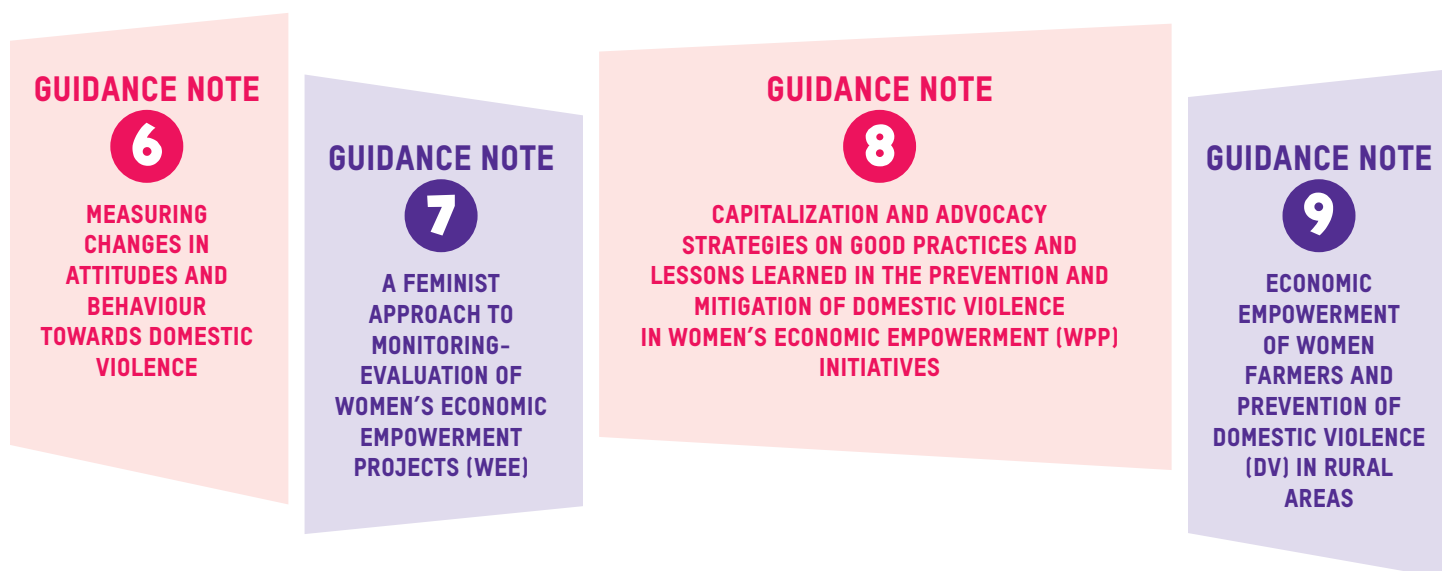 GUIDANCE NOTE
6
MEASURING
CHANGES IN
ATTITUDES AND
BEHAVIOUR
TOWARDS DOMESTIC
VIOLENCE
GUIDANCE NOTE
7
A FEMINIST
APPROACH TO
MONITORING-
EVALUATION OF
WOMEN'S ECONOMIC
EMPOWERMENT
PROJECTS (WEE)
GUIDANCE NOTE
8
CAPITALIZATION AND ADVOCACY
STRATEGIES ON GOOD PRACTICES AND
LESSONS LEARNED IN THE PREVENTION AND
MITIGATION OF DOMESTIC VIOLENCE
IN WOMEN'S ECONOMIC EMPOWERMENT (WPP)
INITIATIVES
GUIDANCE NOTE
9
ECONOMIC
EMPOWERMENT
OF WOMEN
FARMERS AND
PREVENTION OF
DOMESTIC VIOLENCE
(DV) IN RURAL
AREAS